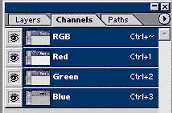 Layers Channels Paths
RGB Ctrl+~
Red Ctrl+1
Green Ctrl+2
Blue Ctrl+3